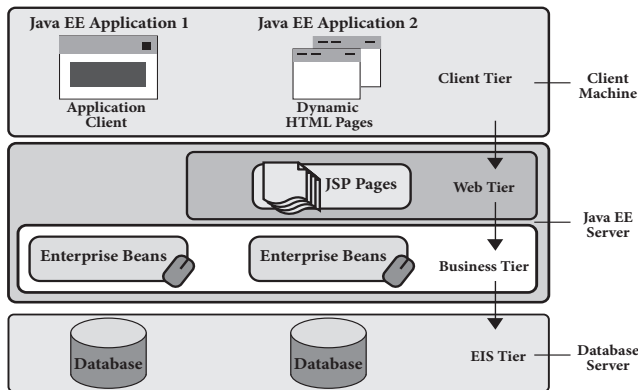 Java EE Application 1
Java EE Application 2
Application
Client
Dynamic
HTML Pages
Client Tier
Client
Machine
JSP Pages
Web Tier
Java EE
Server
Enterprise Beans
Enterprise Beans
Business Tier
Database
Database
EIS Tier
Database
Server